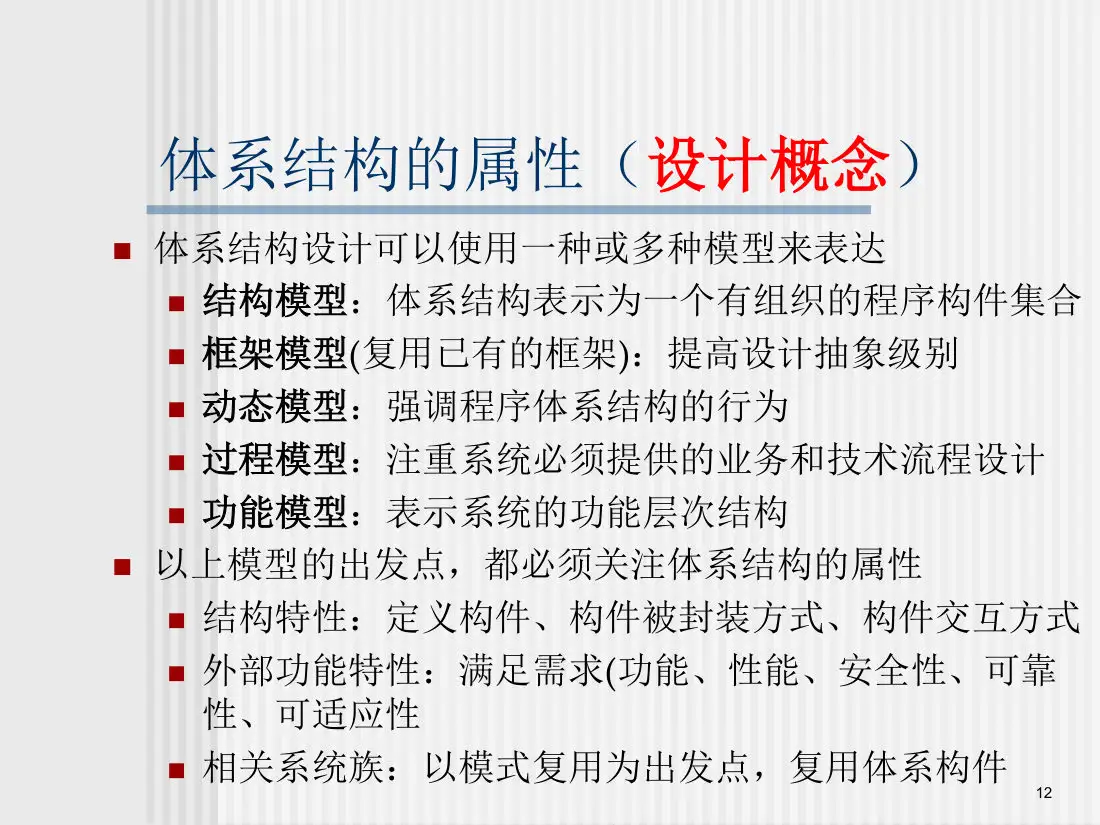 体系结构的属性（设计概念）
体系结构设计可以使用一种或多种模型来表达
结构模型：体系结构表示为一个有组织的程序构件集合
框架模型(复用已有的框架)：提高设计抽象级别
动态模型：强调程序体系结构的行为
过程模型：注重系统必须提供的业务和技术流程设计
功能模型：表示系统的功能层次结构
以上模型的出发点，都必须关注体系结构的属性
结构特性：定义构件、构件被封装方式、构件交互方式
外部功能特性：满足需求(功能、性能、安全性、可靠
性、可适应性
相关系统族：以模式复用为出发点，复用体系构件
12